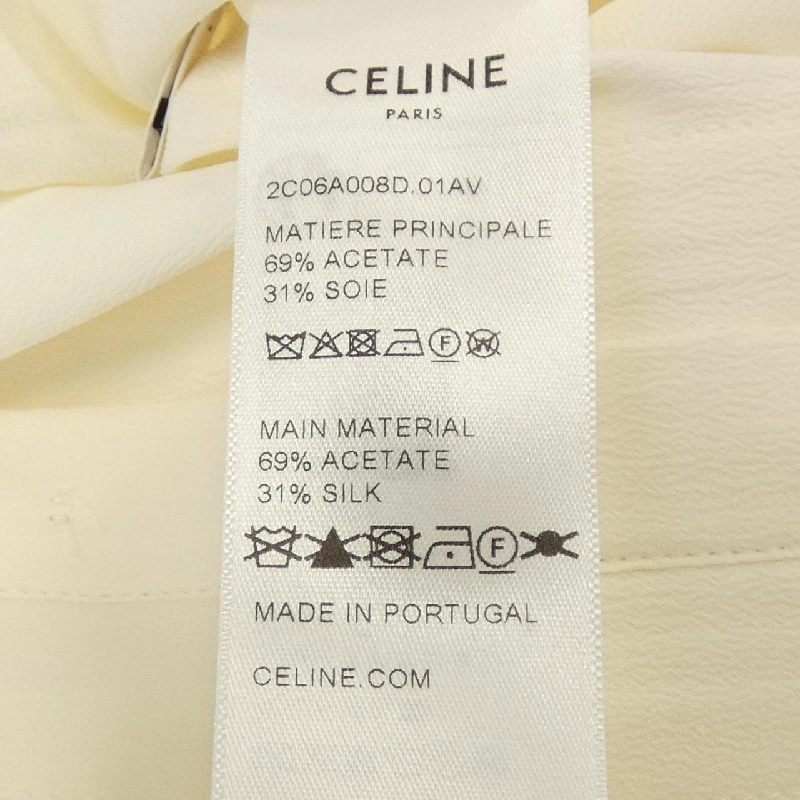 CELINE
PARIS
2C06A008D.01AV
MATIERE PRINCIPALE
69% ACETATE
31% SOIE
F W
MAIN MATERIAL
69% ACETATE
31% SILK
F
MADE IN PORTUGAL
CELINE.COM